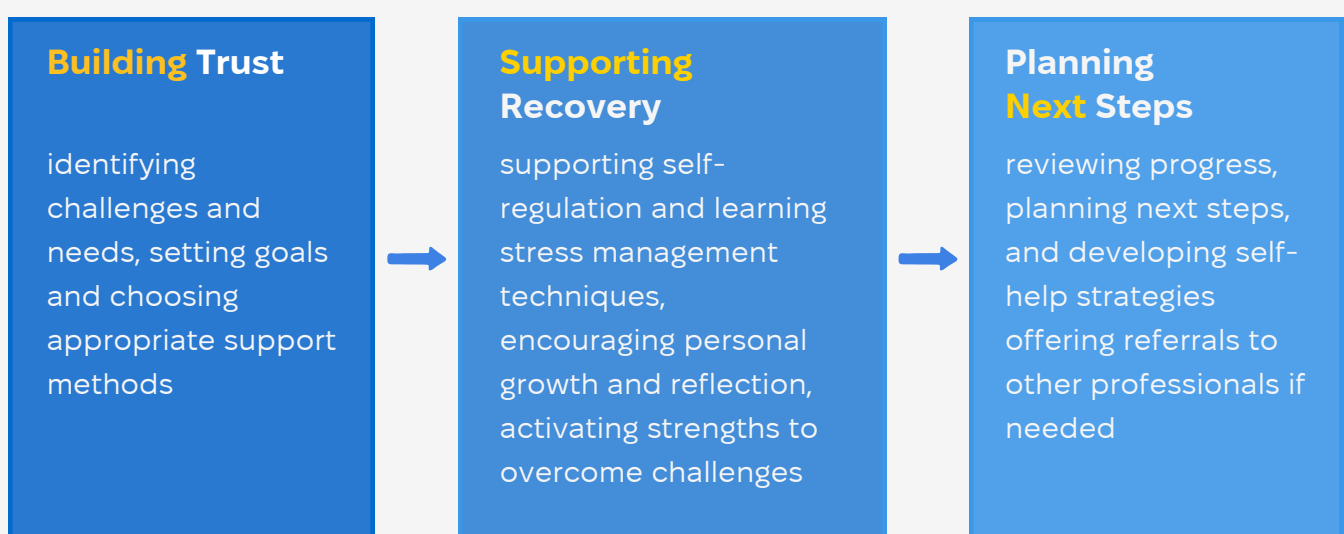 Building Trust
identifying
challenges and
needs, setting goals
and choosing
appropriate support
methods
Supporting
Recovery
supporting self-
regulation and learning
stress management
techniques,
encouraging personal
growth and reflection,
activating strengths to
overcome challenges
Planning
Next Steps
reviewing progress,
planning next steps,
and developing self-
help strategies
offering referrals to
other professionals if
needed